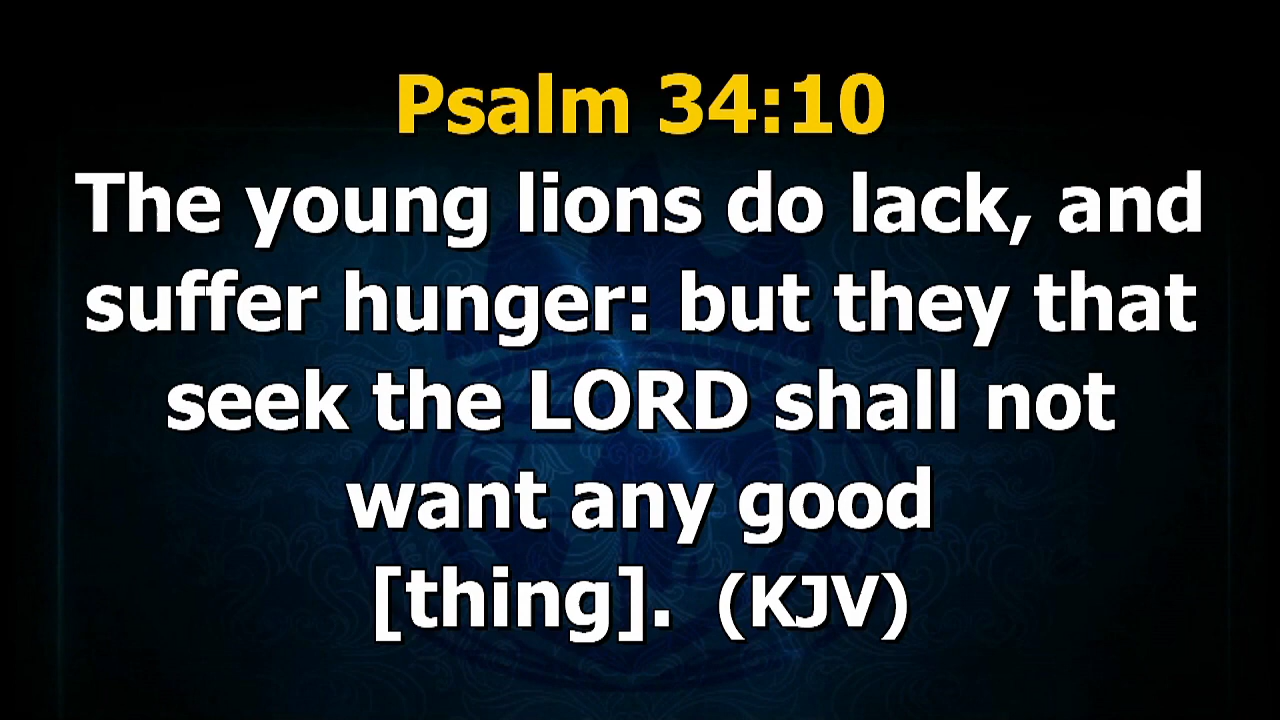 Psalm 34:10
The young lions do lack, and
suffer hunger: but they that
seek the LORD shall not
want any good
[thing].  (KJV)